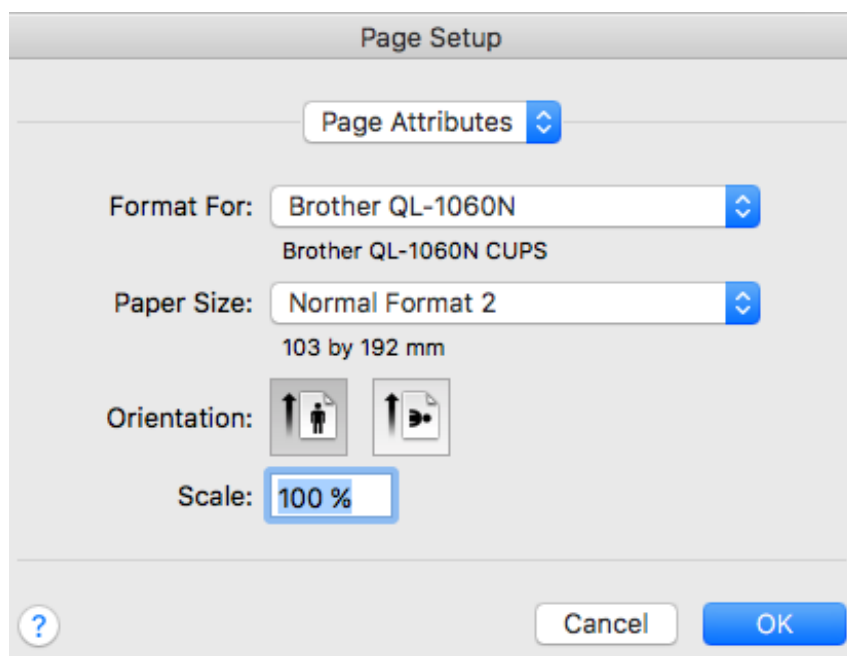 Page Setup
Page Attributes
Format For: Brother QL-1060N
Brother QL-1060N CUPS
Paper Size: Normal Format 2
103 by 192 mm
Orientation:
Scale: 100 %
?
Cancel OK